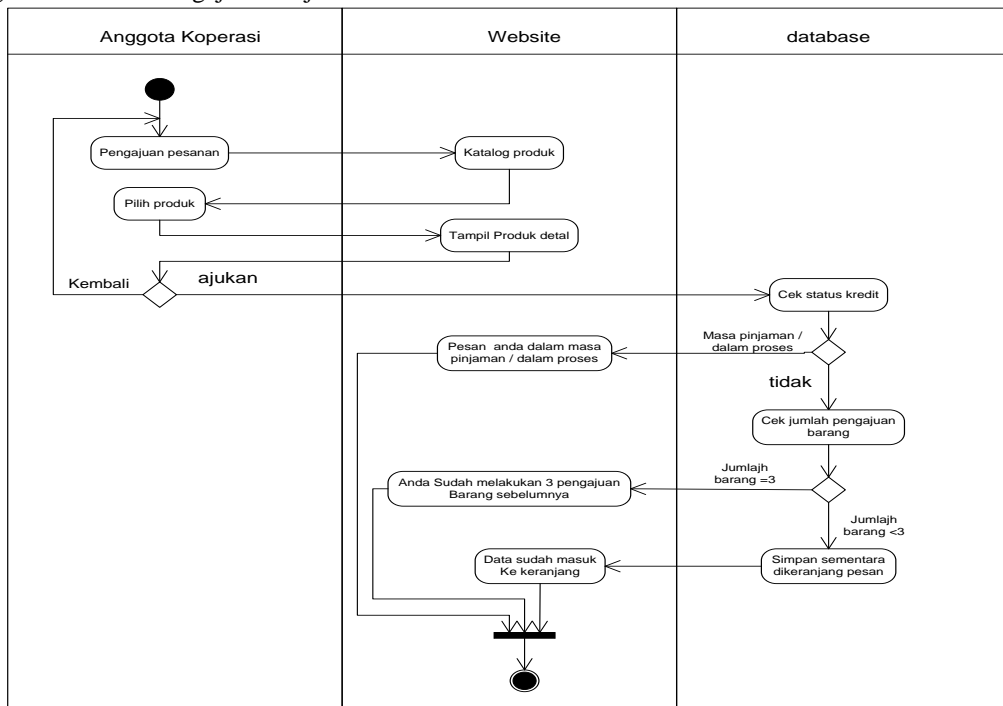 Anggota Koperasi
Website
database
Pengajuan pesanan
Katalog produk
Pilih produk
Tampil Produk detal
Kembali
ajukan
Cek status kredit
Masa pinjaman /
dalam proses
Pesan anda dalam masa
pinjaman / dalam proses
tidak
Cek jumlah pengajuan
barang
Jumlajh
barang =3
Anda Sudah melakukan 3 pengajuan
Barang sebelumnya
Jumlajh
barang <3
Data sudah masuk
Ke keranjang
Simpan sementara
dikeranjang pesan